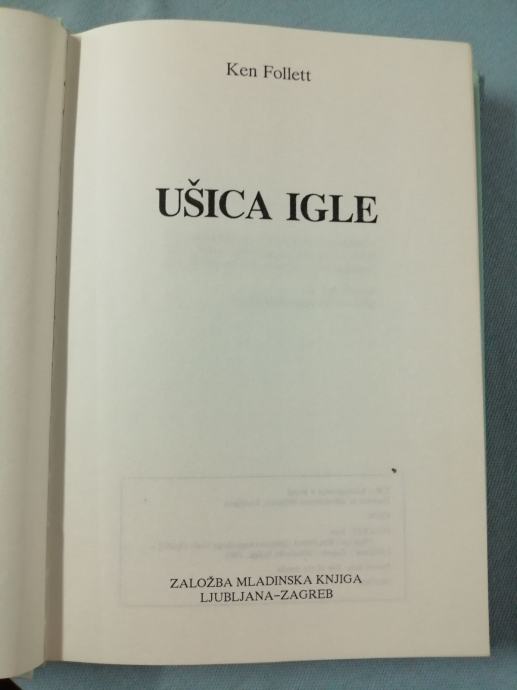 Ken Follett
UŠICA IGLE
ZALOŽBA MLADINSKA KNJIGA
LJUBLJANA–ZAGREB